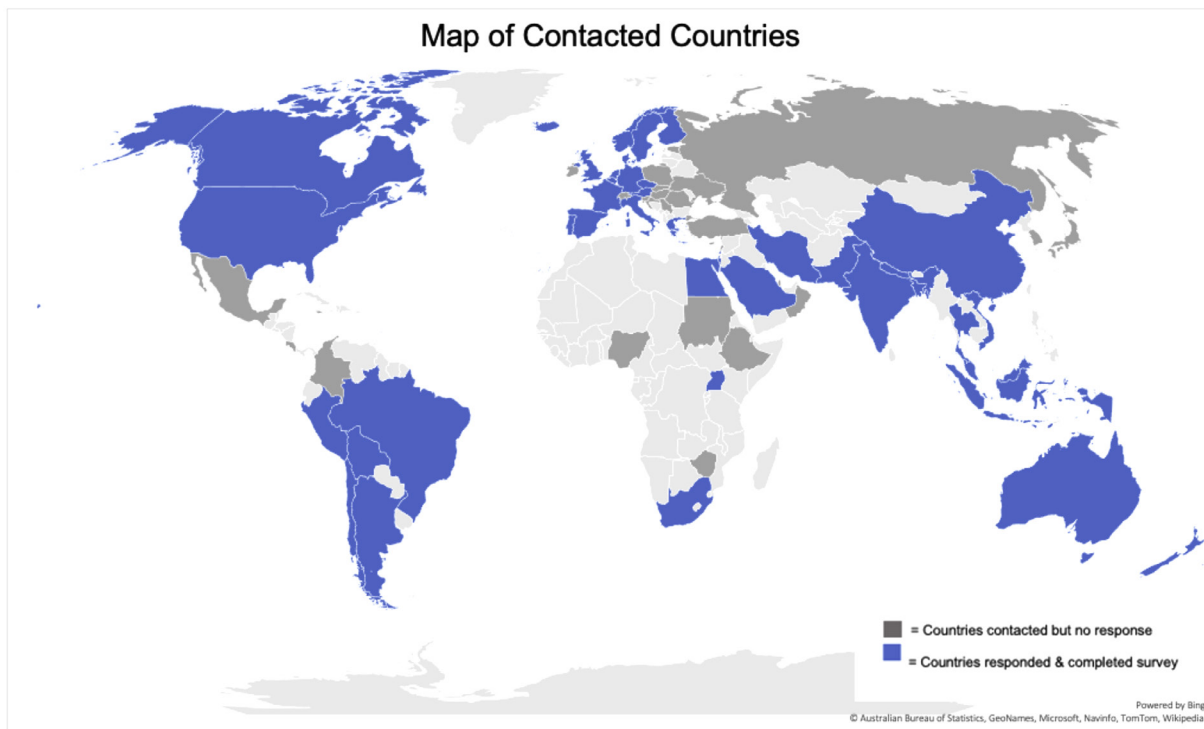 Map of Contacted Countries
= Countries contacted but no response
= Countries responded & completed survey
Powered by Bing
© Australian Bureau of Statistics, GeoNames, Microsoft, Navinfo, TomTom, Wikipedia